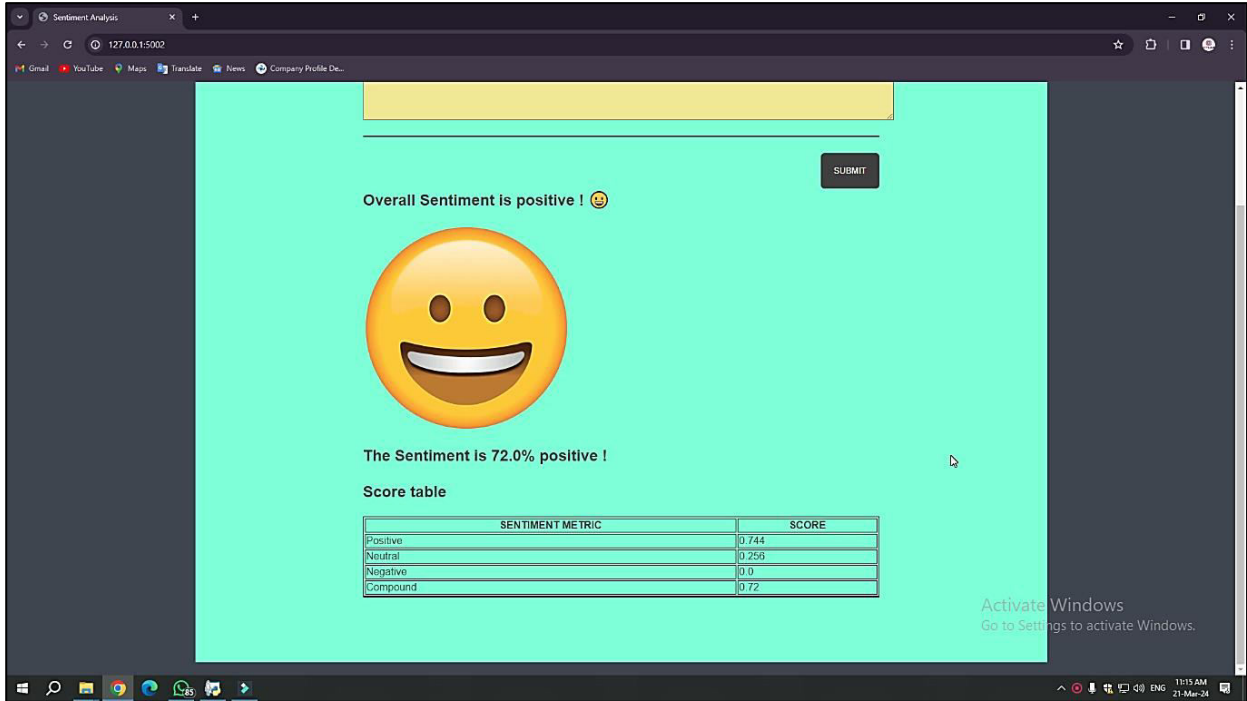 Sentiment Analysis
127.0.0.1:5002
Gmail YouTube Maps Translate News Company Profile De...
SUBMIT
Overall Sentiment is positive ! 😀
The Sentiment is 72.0% positive !
Score table
SENTIMENT METRIC SCORE
Positive 0.744
Neutral 0.256
Negative 0.0
Compound 0.72
Activate Windows
Go to Settings to activate Windows.
85
ENG 11:15 AM
21-Mar-24